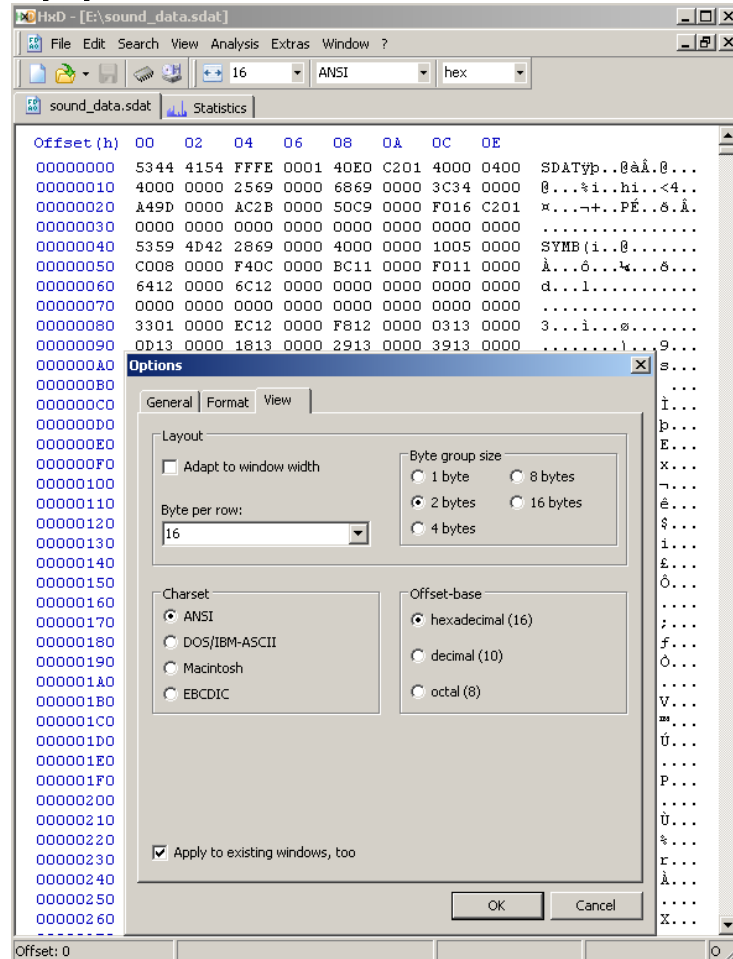 HxD - [E:\sound_data.sdat]
File Edit Search View Analysis Extras Window ?
16 ANSI hex
sound_data.sdat Statistics
Offset(h) 00 02 04 06 08 0A 0C 0E
00000000 5344 4154 FFFE 0001 40E0 C201 4000 0400 SDATÿþ..@àÂ.@...
00000010 4000 0000 2569 0000 6869 0000 3C34 0000 @...%i..hi..<4..
00000020 A49D 0000 AC2B 0000 50C9 0000 F016 C201 ¤...¬+..PÉ..ð.Â.
00000030 0000 0000 0000 0000 0000 0000 0000 0000 ................
00000040 5359 4D42 2869 0000 4000 0000 1005 0000 SYMB(i..@.......
00000050 C008 0000 F40C 0000 BC11 0000 F011 0000 À...ô...¼...ð...
00000060 6412 0000 6C12 0000 0000 0000 0000 0000 d...l...........
00000070 0000 0000 0000 0000 0000 0000 0000 0000 ................
00000080 3301 0000 EC12 0000 F812 0000 0313 0000 3...ì...ø.......
00000090 0D13 0000 1813 0000 2913 0000 3913 0000 ........)...9...
000000A0 s...
000000B0 ...
000000C0 Ì...
000000D0 þ...
000000E0 E...
000000F0 x...
00000100 ¬...
00000110 ê...
00000120 $...
00000130 i...
00000140 £...
00000150 Ô...
00000160 ....
00000170 ;...
00000180 ƒ...
00000190 Ò...
000001A0 ....
000001B0 V...
000001C0 ™...
000001D0 Ú...
000001E0 ....
000001F0 P...
00000200 ....
00000210 Ù...
00000220 %...
00000230 r...
00000240 À...
00000250 ....
00000260 X...
Options
General Format View
Layout
Adapt to window width
Byte per row:
16
Byte group size
1 byte 8 bytes
2 bytes 16 bytes
4 bytes
Charset
ANSI
DOS/IBM-ASCII
Macintosh
EBCDIC
Offset-base
hexadecimal (16)
decimal (10)
octal (8)
Apply to existing windows, too
OK Cancel
Offset: 0 O